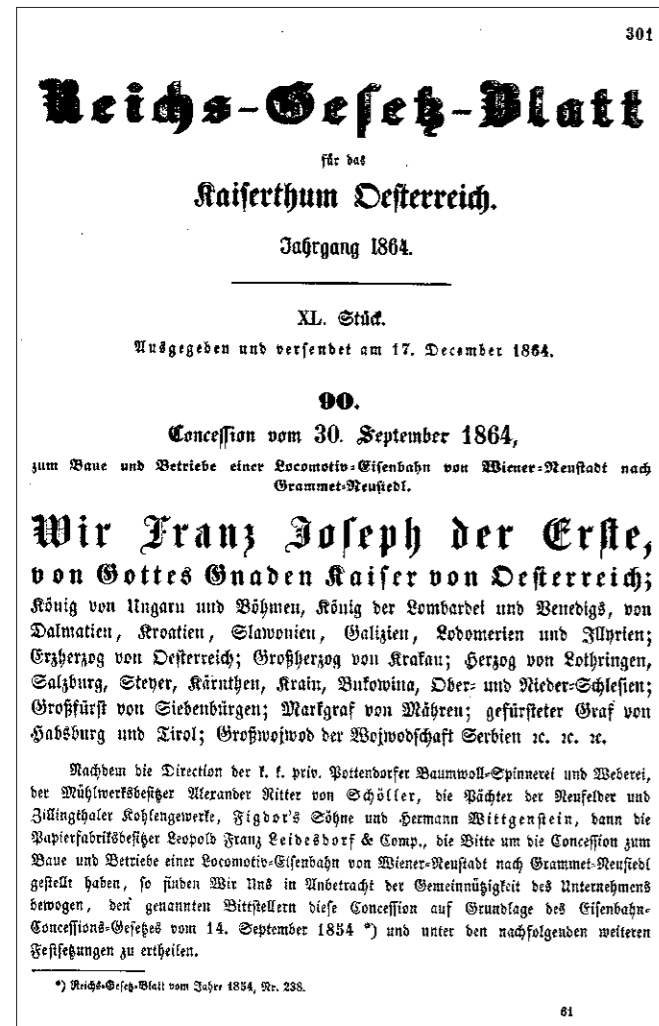 301
Reichs-Gesetz-Blatt
für das
Kaiserthum Oesterreich.
Jahrgang 1864.
XL. Stück.
Ausgegeben und versendet am 17. December 1864.
90.
Concession vom 30. September 1864,
zum Baue und Betriebe einer Locomotiv-Eisenbahn von Wiener-Neustadt nach
Grammet-Neusiedl.
Wir Franz Joseph der Erste,
von Gottes Gnaden Kaiser von Oesterreich;
König von Ungarn und Böhmen, König der Lombardei und Venedigs, von
Dalmatien, Kroatien, Slawonien, Galizien, Lodomerien und Illyrien;
Erzherzog von Oesterreich; Großherzog von Krakau; Herzog von Lothringen,
Salzburg, Steyer, Kärnthen, Krain, Bukowina, Ober- und Nieder-Schlesien;
Großfürst von Siebenbürgen; Markgraf von Mähren; gefürsteter Graf von
Habsburg und Tirol; Großwojwod der Wojwodschaft Serbien ꝛc. ꝛc. ꝛc.
Nachdem die Direction der k. k. priv. Pottendorfer Baumwoll-Spinnerei und Weberei,
der Mühlwerksbesitzer Alexander Ritter von Schöller, die Pächter der Neufelder und
Zillingthaler Kohlengewerke, Figdor's Söhne und Hermann Wittgenstein, dann die
Papierfabriksbesitzer Leopold Franz Leidesdorf & Comp., die Bitte um die Concession zum
Baue und Betriebe einer Locomotiv-Eisenbahn von Wiener-Neustadt nach Grammet-Neusiedl
gestellt haben, so finden Wir Uns in Anbetracht der Gemeinnützigkeit des Unternehmens
bewogen, den genannten Bittstellern diese Concession auf Grundlage des Eisenbahn-
Concessions-Gesetzes vom 14. September 1854 *) und unter den nachfolgenden weiteren
Festsetzungen zu ertheilen.
*) Reichs-Gesetz-Blatt vom Jahre 1854, Nr. 238.
61